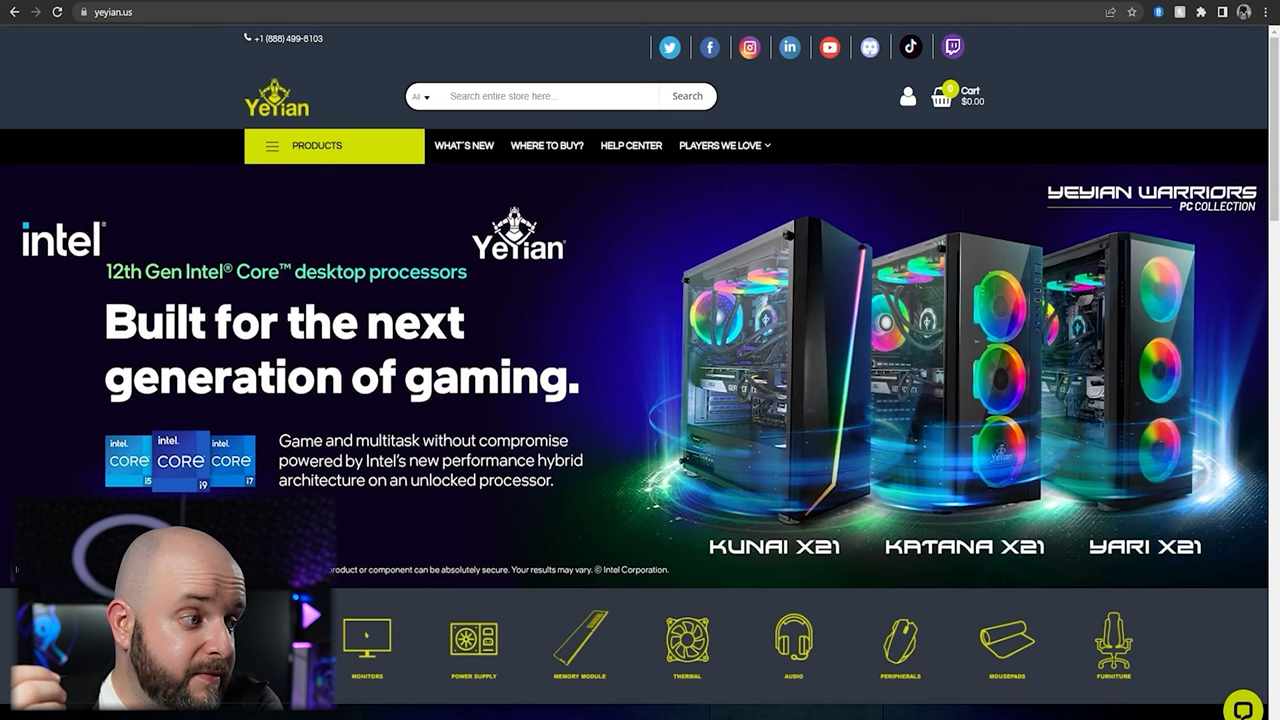 yeyian.us
+1 (888) 499-8103
YeYian
All
Search entire store here...
Search
0
Cart
$0.00
PRODUCTS
WHAT´S NEW
WHERE TO BUY?
HELP CENTER
PLAYERS WE LOVE
YEYIAN WARRIORS
PC COLLECTION
intel
YeYian
12th Gen Intel® Core™ desktop processors
Built for the next
generation of gaming.
intel. CORE i5
intel. CORE i9
intel. CORE i7
Game and multitask without compromise
powered by Intel's new performance hybrid
architecture on an unlocked processor.
YeYian
KUNAI X21
KATANA X21
YARI X21
product or component can be absolutely secure. Your results may vary. © Intel Corporation.
MONITORS
POWER SUPPLY
MEMORY MODULE
THERMAL
AUDIO
PERIPHERALS
MOUSEPADS
FURNITURE